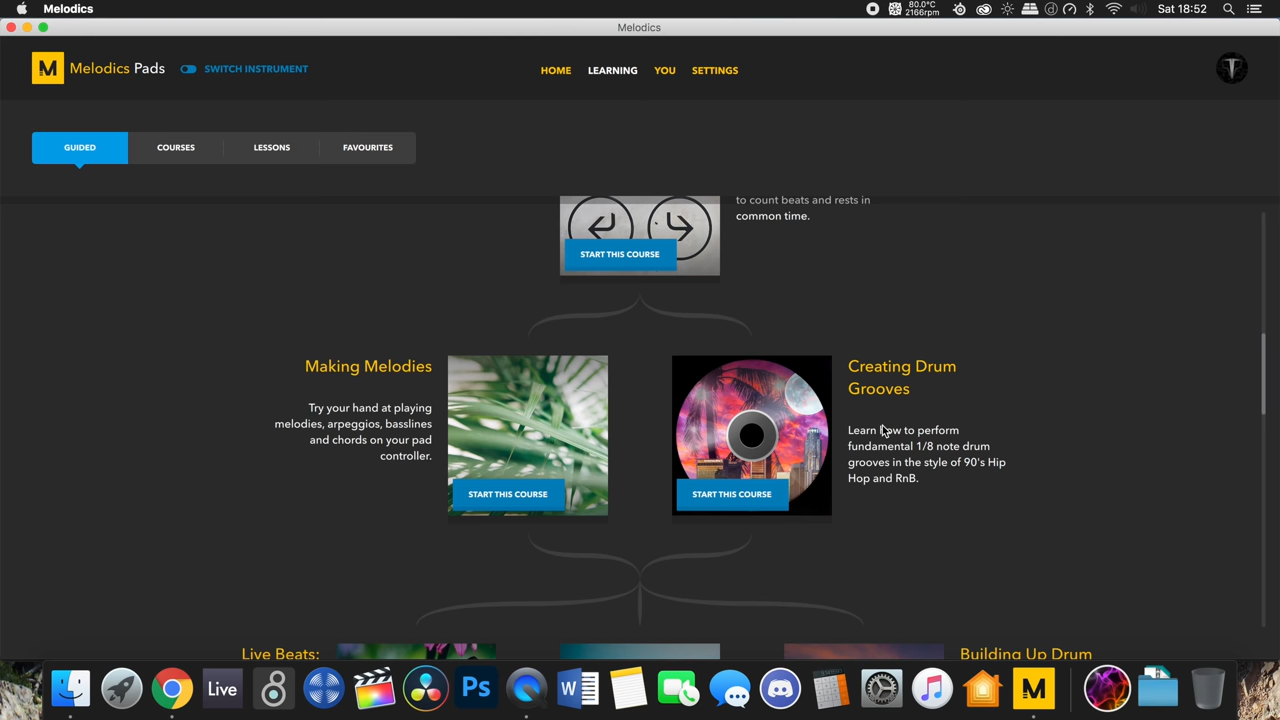 Melodics
80.0°C
2166rpm
Sat 18:52
Melodics
M
Melodics Pads
SWITCH INSTRUMENT
HOME
LEARNING
YOU
SETTINGS
GUIDED
COURSES
LESSONS
FAVOURITES
to count beats and rests in
common time.
START THIS COURSE
Making Melodies
Try your hand at playing
melodies, arpeggios, basslines
and chords on your pad
controller.
START THIS COURSE
START THIS COURSE
Creating Drum
Grooves
Learn how to perform
fundamental 1/8 note drum
grooves in the style of 90's Hip
Hop and RnB.
Live Beats:
Building Up Drum
Live
Ps
W
M